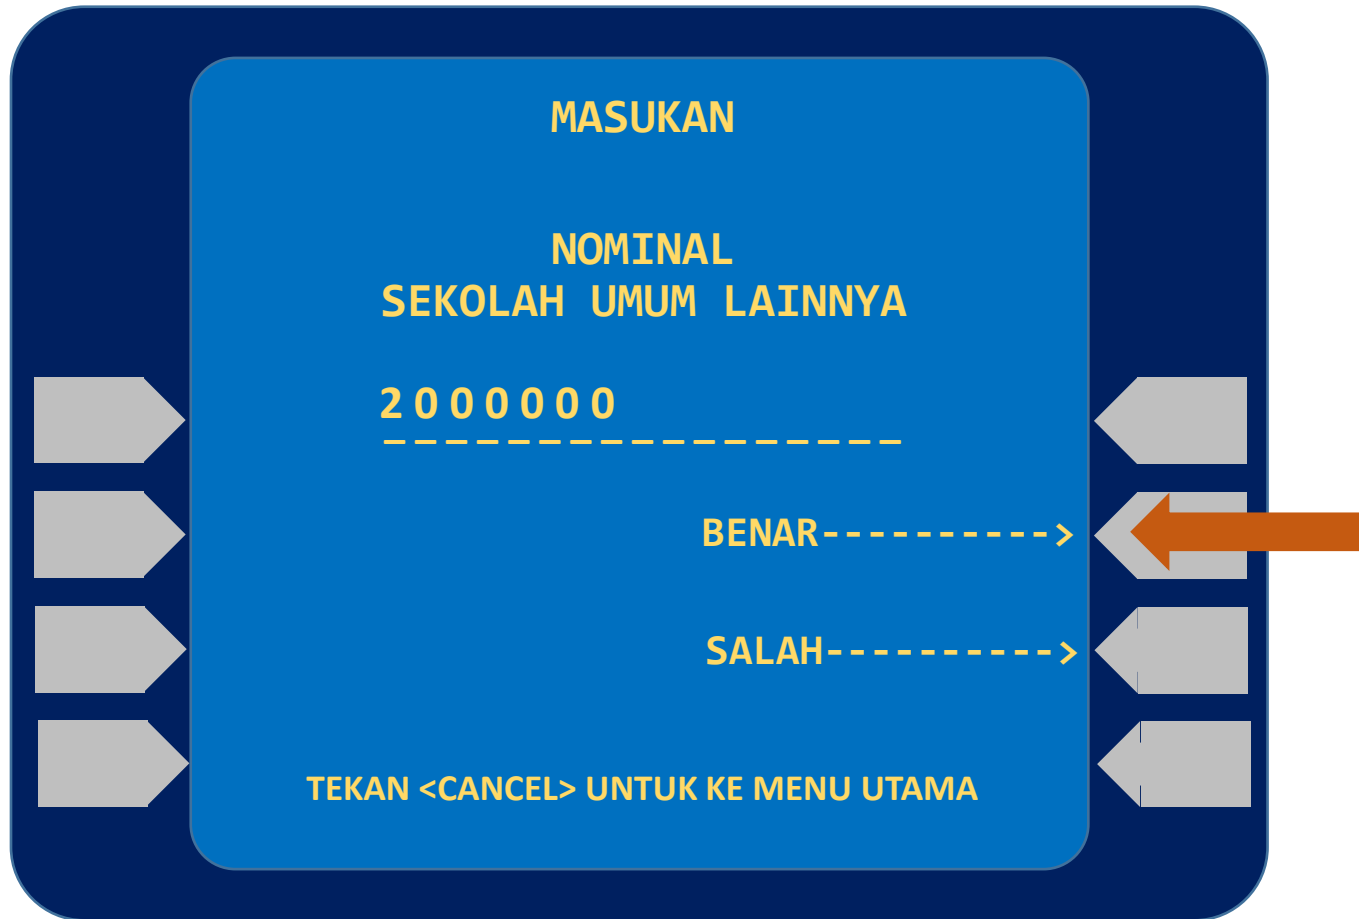 MASUKAN
NOMINAL
SEKOLAH UMUM LAINNYA
2000000
-----------------
BENAR---------->
SALAH---------->
TEKAN <CANCEL> UNTUK KE MENU UTAMA